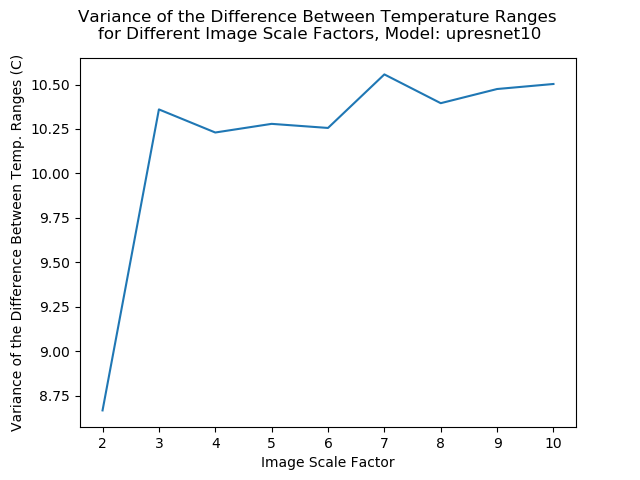 Variance of the Difference Between Temperature Ranges
for Different Image Scale Factors, Model: upresnet10
Variance of the Difference Between Temp. Ranges (C)
10.50
10.25
10.00
9.75
9.50
9.25
9.00
8.75
2 3 4 5 6 7 8 9 10
Image Scale Factor